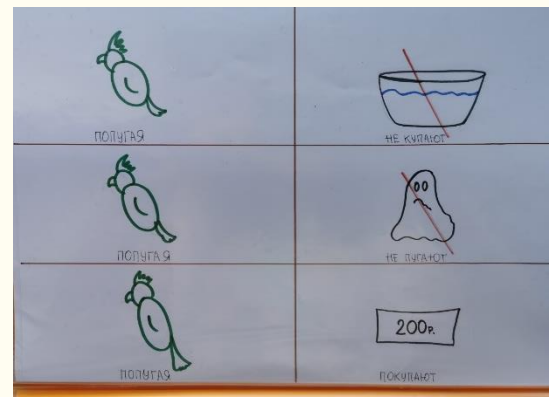 ПОПУГАЯ НЕ КУПАЮТ
ПОПУГАЯ НЕ ПУГАЮТ
200р.
ПОПУГАЯ ПОКУПАЮТ